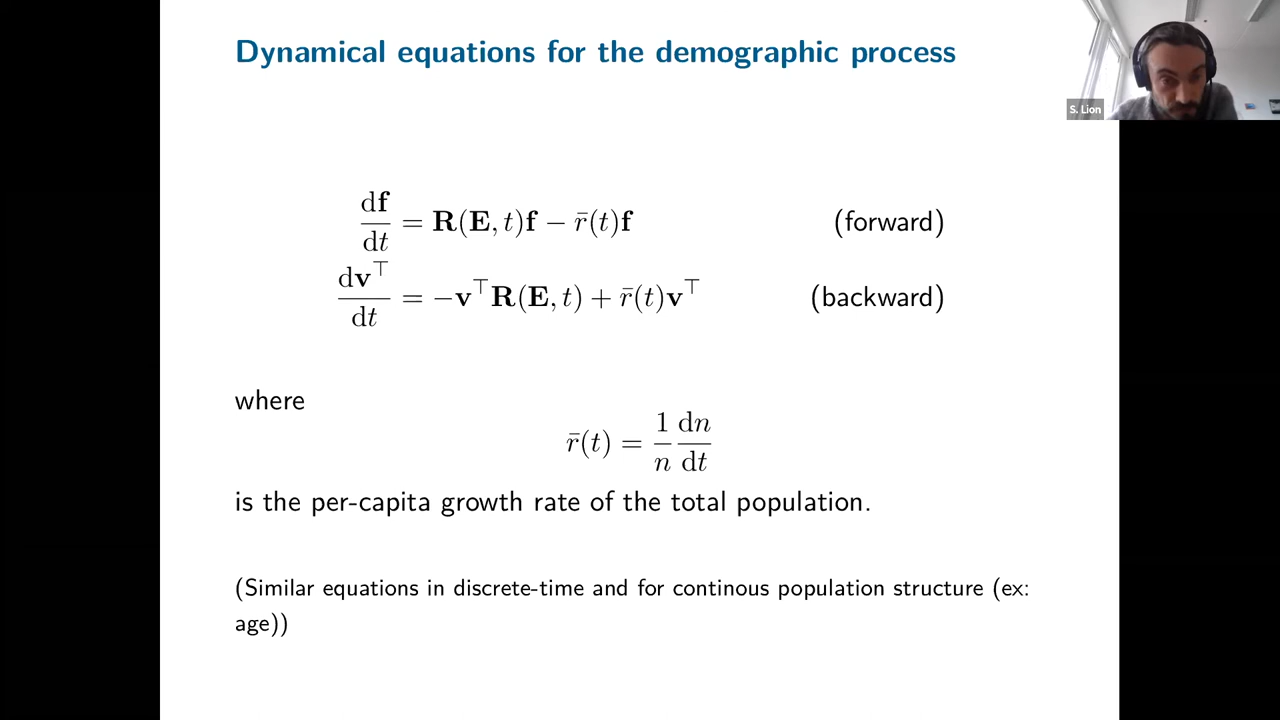 Dynamical equations for the demographic process
S. Lion
df/dt = R(E, t)f − r̄(t)f (forward)
dv⊤/dt = −v⊤R(E, t) + r̄(t)v⊤ (backward)
where
r̄(t) = 1/n dn/dt
is the per-capita growth rate of the total population.
(Similar equations in discrete-time and for continous population structure (ex:
age))